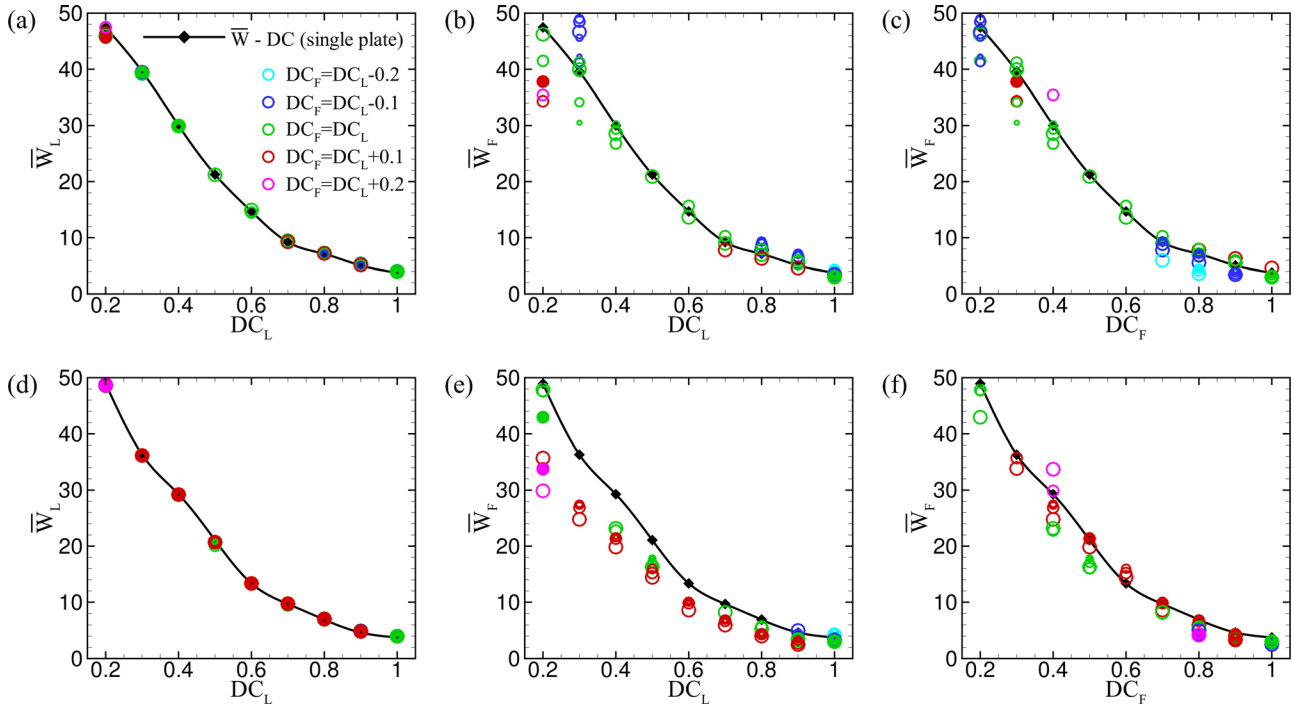 (a)
50
40
30
20
10
0
W̅_L
0.2 0.4 0.6 0.8 1
DC_L
W̅ - DC (single plate)
DC_F=DC_L-0.2
DC_F=DC_L-0.1
DC_F=DC_L
DC_F=DC_L+0.1
DC_F=DC_L+0.2
(b)
50
40
30
20
10
0
W̅_F
0.2 0.4 0.6 0.8 1
DC_L
(c)
50
40
30
20
10
0
W̅_F
0.2 0.4 0.6 0.8 1
DC_F
(d)
50
40
30
20
10
0
W̅_L
0.2 0.4 0.6 0.8 1
DC_L
(e)
50
40
30
20
10
0
W̅_F
0.2 0.4 0.6 0.8 1
DC_L
(f)
50
40
30
20
10
0
W̅_F
0.2 0.4 0.6 0.8 1
DC_F